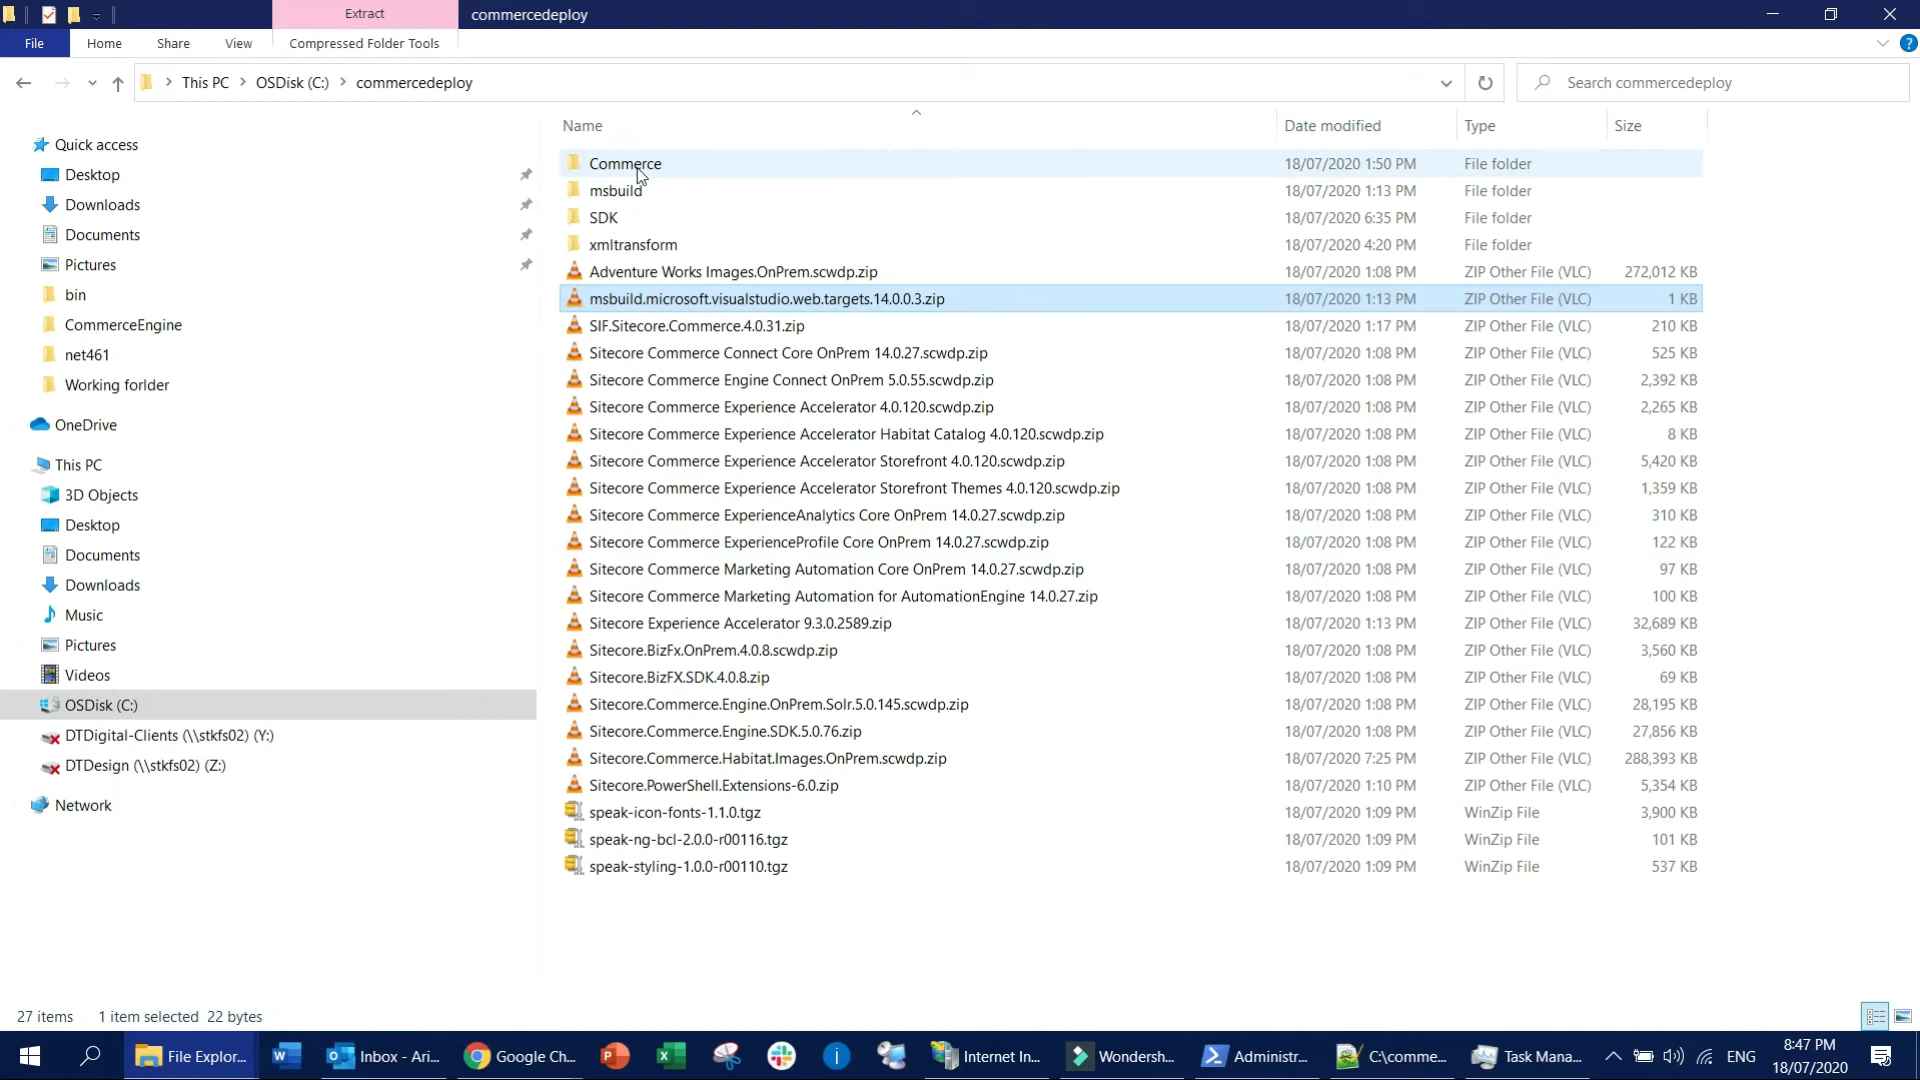 Extract
commercedeploy
File
Home
Share
View
Compressed Folder Tools
This PC
OSDisk (C:)
commercedeploy
Search commercedeploy
Name
Date modified
Type
Size
Quick access
Desktop
Downloads
Documents
Pictures
bin
CommerceEngine
net461
Working forlder
OneDrive
This PC
3D Objects
Desktop
Documents
Downloads
Music
Pictures
Videos
OSDisk (C:)
DTDigital-Clients (\\stkfs02) (Y:)
DTDesign (\\stkfs02) (Z:)
Network
Commerce 18/07/2020 1:50 PM File folder
msbuild 18/07/2020 1:13 PM File folder
SDK 18/07/2020 6:35 PM File folder
xmltransform 18/07/2020 4:20 PM File folder
Adventure Works Images.OnPrem.scwdp.zip 18/07/2020 1:08 PM ZIP Other File (VLC) 272,012 KB
msbuild.microsoft.visualstudio.web.targets.14.0.0.3.zip 18/07/2020 1:13 PM ZIP Other File (VLC) 1 KB
SIF.Sitecore.Commerce.4.0.31.zip 18/07/2020 1:17 PM ZIP Other File (VLC) 210 KB
Sitecore Commerce Connect Core OnPrem 14.0.27.scwdp.zip 18/07/2020 1:08 PM ZIP Other File (VLC) 525 KB
Sitecore Commerce Engine Connect OnPrem 5.0.55.scwdp.zip 18/07/2020 1:08 PM ZIP Other File (VLC) 2,392 KB
Sitecore Commerce Experience Accelerator 4.0.120.scwdp.zip 18/07/2020 1:08 PM ZIP Other File (VLC) 2,265 KB
Sitecore Commerce Experience Accelerator Habitat Catalog 4.0.120.scwdp.zip 18/07/2020 1:08 PM ZIP Other File (VLC) 8 KB
Sitecore Commerce Experience Accelerator Storefront 4.0.120.scwdp.zip 18/07/2020 1:08 PM ZIP Other File (VLC) 5,420 KB
Sitecore Commerce Experience Accelerator Storefront Themes 4.0.120.scwdp.zip 18/07/2020 1:08 PM ZIP Other File (VLC) 1,359 KB
Sitecore Commerce ExperienceAnalytics Core OnPrem 14.0.27.scwdp.zip 18/07/2020 1:08 PM ZIP Other File (VLC) 310 KB
Sitecore Commerce ExperienceProfile Core OnPrem 14.0.27.scwdp.zip 18/07/2020 1:08 PM ZIP Other File (VLC) 122 KB
Sitecore Commerce Marketing Automation Core OnPrem 14.0.27.scwdp.zip 18/07/2020 1:08 PM ZIP Other File (VLC) 97 KB
Sitecore Commerce Marketing Automation for AutomationEngine 14.0.27.zip 18/07/2020 1:08 PM ZIP Other File (VLC) 100 KB
Sitecore Experience Accelerator 9.3.0.2589.zip 18/07/2020 1:13 PM ZIP Other File (VLC) 32,689 KB
Sitecore.BizFx.OnPrem.4.0.8.scwdp.zip 18/07/2020 1:08 PM ZIP Other File (VLC) 3,560 KB
Sitecore.BizFX.SDK.4.0.8.zip 18/07/2020 1:08 PM ZIP Other File (VLC) 69 KB
Sitecore.Commerce.Engine.OnPrem.Solr.5.0.145.scwdp.zip 18/07/2020 1:08 PM ZIP Other File (VLC) 28,195 KB
Sitecore.Commerce.Engine.SDK.5.0.76.zip 18/07/2020 1:08 PM ZIP Other File (VLC) 27,856 KB
Sitecore.Commerce.Habitat.Images.OnPrem.scwdp.zip 18/07/2020 7:25 PM ZIP Other File (VLC) 288,393 KB
Sitecore.PowerShell.Extensions-6.0.zip 18/07/2020 1:10 PM ZIP Other File (VLC) 5,354 KB
speak-icon-fonts-1.1.0.tgz 18/07/2020 1:09 PM WinZip File 3,900 KB
speak-ng-bcl-2.0.0-r00116.tgz 18/07/2020 1:09 PM WinZip File 101 KB
speak-styling-1.0.0-r00110.tgz 18/07/2020 1:09 PM WinZip File 537 KB
27 items 1 item selected 22 bytes
File Explor...
Inbox - Ari...
Google Ch...
Internet In...
Wondersh...
Administr...
C:\comme...
Task Mana...
ENG
8:47 PM
18/07/2020